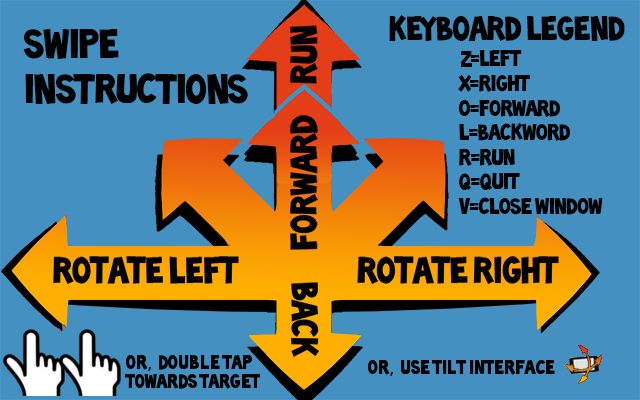 SWIPE
INSTRUCTIONS
KEYBOARD LEGEND
Z=LEFT
X=RIGHT
O=FORWARD
L=BACKWORD
R=RUN
Q=QUIT
V=CLOSE WINDOW
RUN
FORWARD
ROTATE LEFT
ROTATE RIGHT
BACK
OR, DOUBLE TAP
TOWARDS TARGET
OR, USE TILT INTERFACE